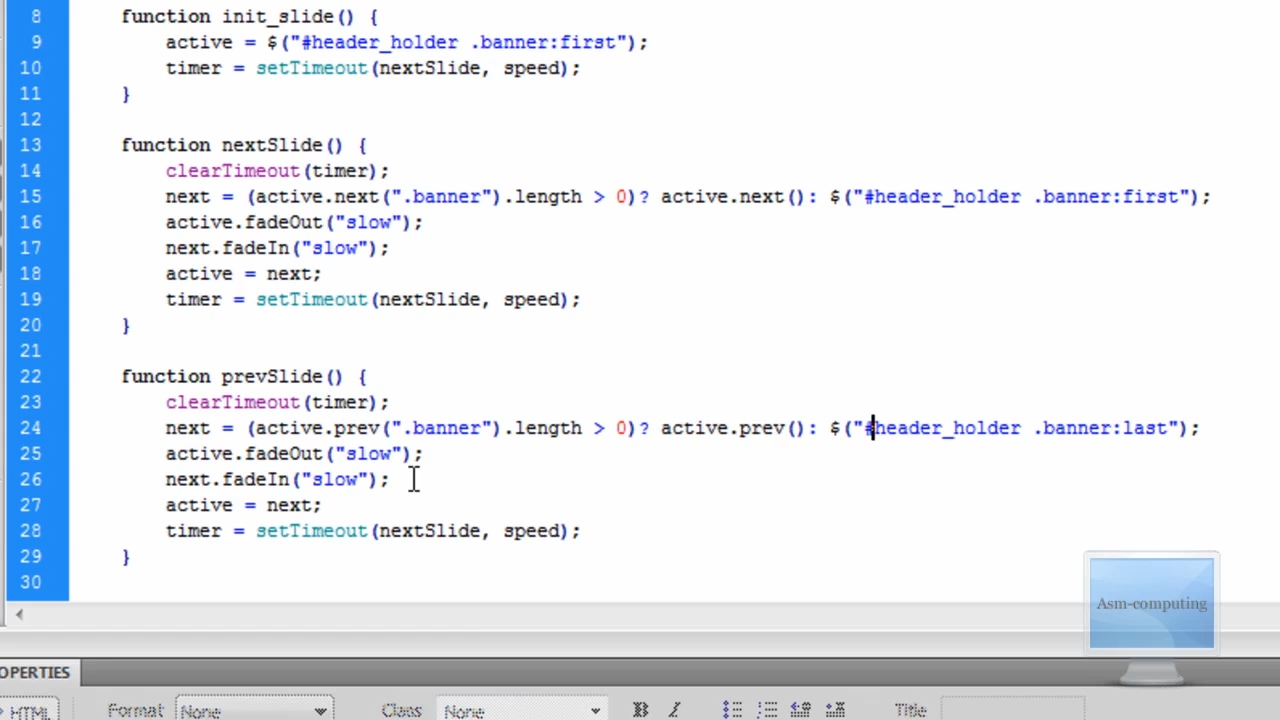 8 function init_slide() {
9 active = $("#header_holder .banner:first");
10 timer = setTimeout(nextSlide, speed);
11 }
12
13 function nextSlide() {
14 clearTimeout(timer);
15 next = (active.next(".banner").length > 0)? active.next(): $("#header_holder .banner:first");
16 active.fadeOut("slow");
17 next.fadeIn("slow");
18 active = next;
19 timer = setTimeout(nextSlide, speed);
20 }
21
22 function prevSlide() {
23 clearTimeout(timer);
24 next = (active.prev(".banner").length > 0)? active.prev(): $("#header_holder .banner:last");
25 active.fadeOut("slow");
26 next.fadeIn("slow");
27 active = next;
28 timer = setTimeout(nextSlide, speed);
29 }
30
Asm-computing
OPERTIES
HTML Format None Class None B I Title